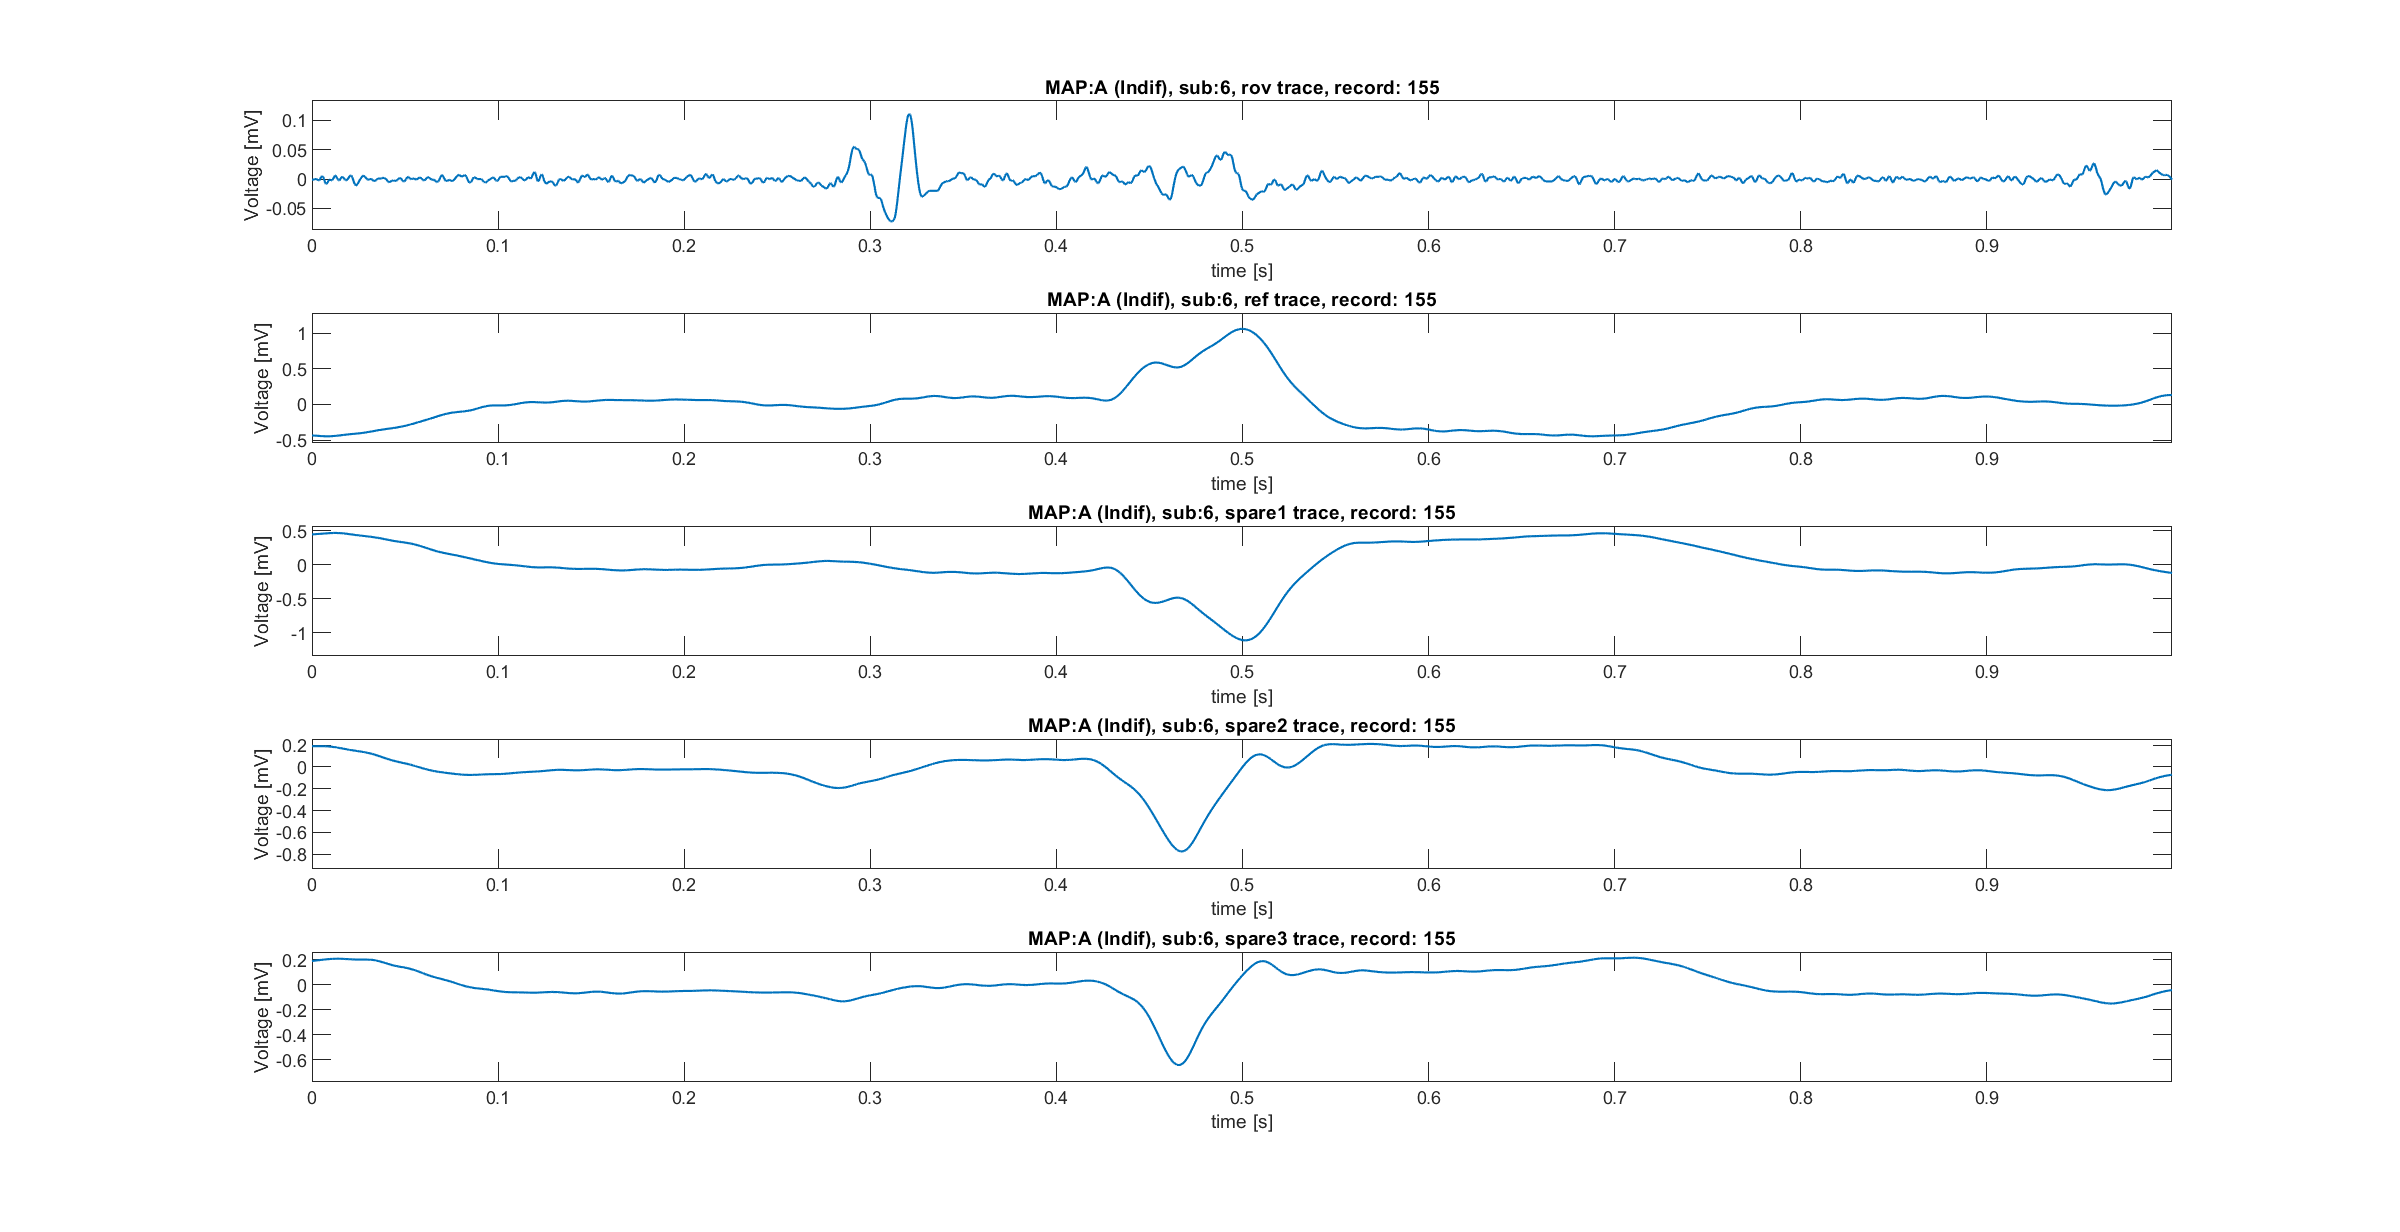 MAP:A (Indif), sub:6, rov trace, record: 155
Voltage [mV]
0.1
0.05
0
-0.05
0 0.1 0.2 0.3 0.4 0.5 0.6 0.7 0.8 0.9
time [s]
MAP:A (Indif), sub:6, ref trace, record: 155
Voltage [mV]
1
0.5
0
-0.5
0 0.1 0.2 0.3 0.4 0.5 0.6 0.7 0.8 0.9
time [s]
MAP:A (Indif), sub:6, spare1 trace, record: 155
Voltage [mV]
0.5
0
-0.5
-1
0 0.1 0.2 0.3 0.4 0.5 0.6 0.7 0.8 0.9
time [s]
MAP:A (Indif), sub:6, spare2 trace, record: 155
Voltage [mV]
0.2
0
-0.2
-0.4
-0.6
-0.8
0 0.1 0.2 0.3 0.4 0.5 0.6 0.7 0.8 0.9
time [s]
MAP:A (Indif), sub:6, spare3 trace, record: 155
Voltage [mV]
0.2
0
-0.2
-0.4
-0.6
0 0.1 0.2 0.3 0.4 0.5 0.6 0.7 0.8 0.9
time [s]